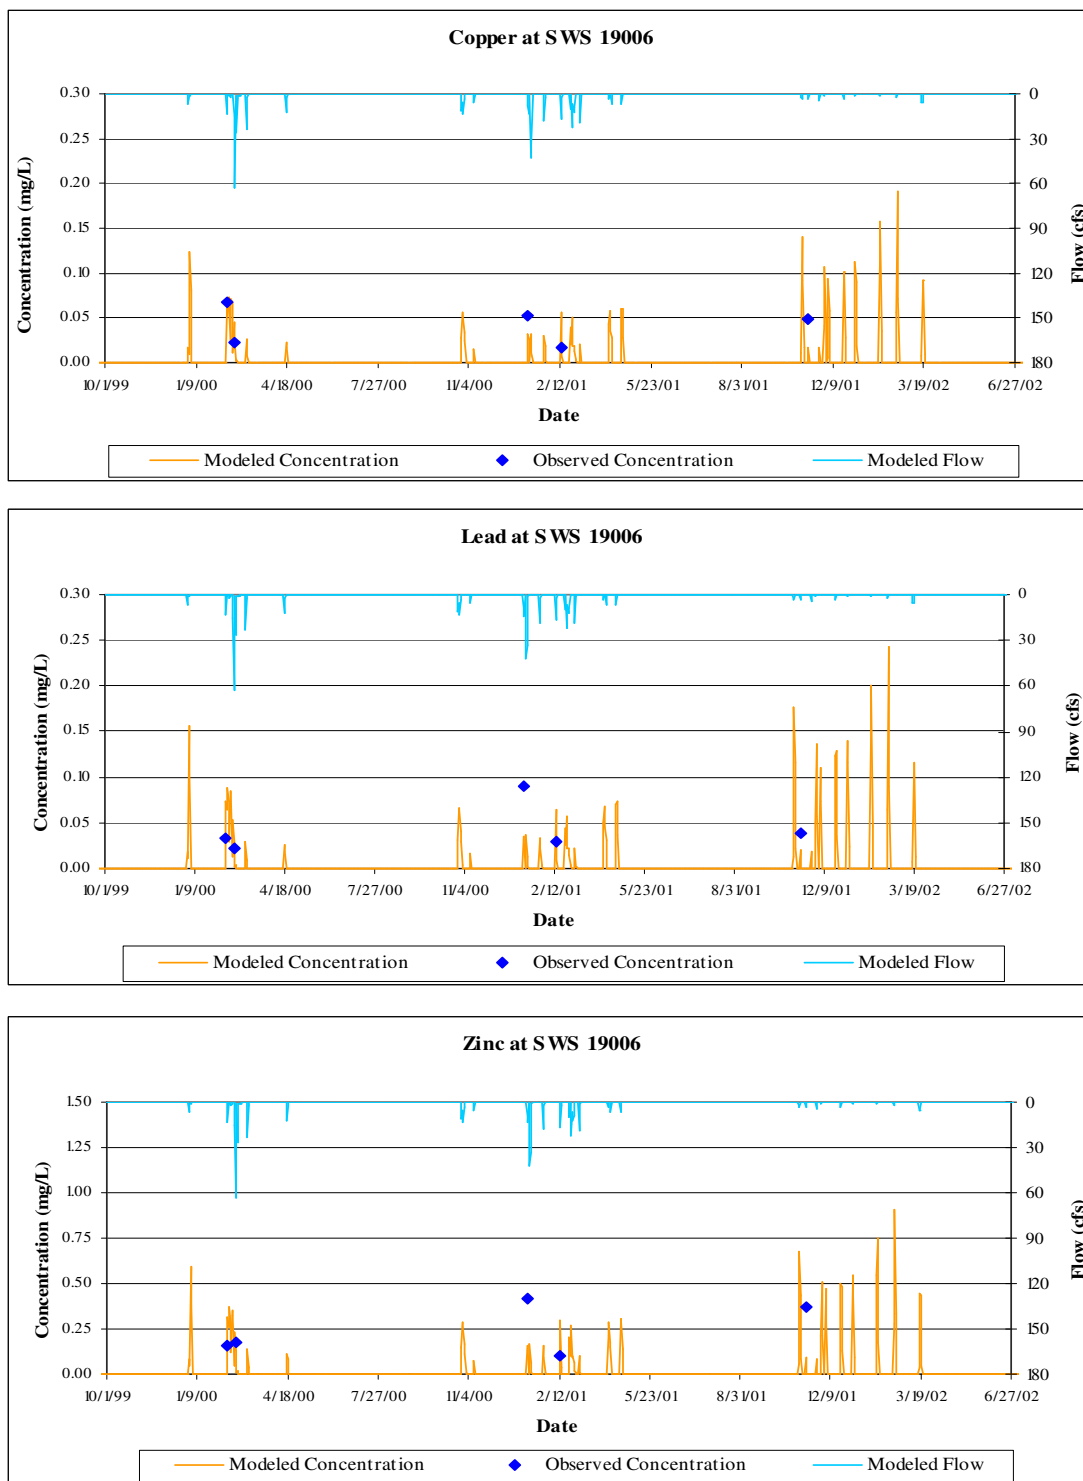 Copper at SWS 19006
0.30 0
0.25 30
0.20 60
0.15 90
0.10 120
0.05 150
0.00 180
Concentration (mg/L)
Flow (cfs)
10/1/99 1/9/00 4/18/00 7/27/00 11/4/00 2/12/01 5/23/01 8/31/01 12/9/01 3/19/02 6/27/02
Date
Modeled Concentration Observed Concentration Modeled Flow
Lead at SWS 19006
0.30 0
0.25 30
0.20 60
0.15 90
0.10 120
0.05 150
0.00 180
Concentration (mg/L)
Flow (cfs)
10/1/99 1/9/00 4/18/00 7/27/00 11/4/00 2/12/01 5/23/01 8/31/01 12/9/01 3/19/02 6/27/02
Date
Modeled Concentration Observed Concentration Modeled Flow
Zinc at SWS 19006
1.50 0
1.25 30
1.00 60
0.75 90
0.50 120
0.25 150
0.00 180
Concentration (mg/L)
Flow (cfs)
10/1/99 1/9/00 4/18/00 7/27/00 11/4/00 2/12/01 5/23/01 8/31/01 12/9/01 3/19/02 6/27/02
Date
Modeled Concentration Observed Concentration Modeled Flow